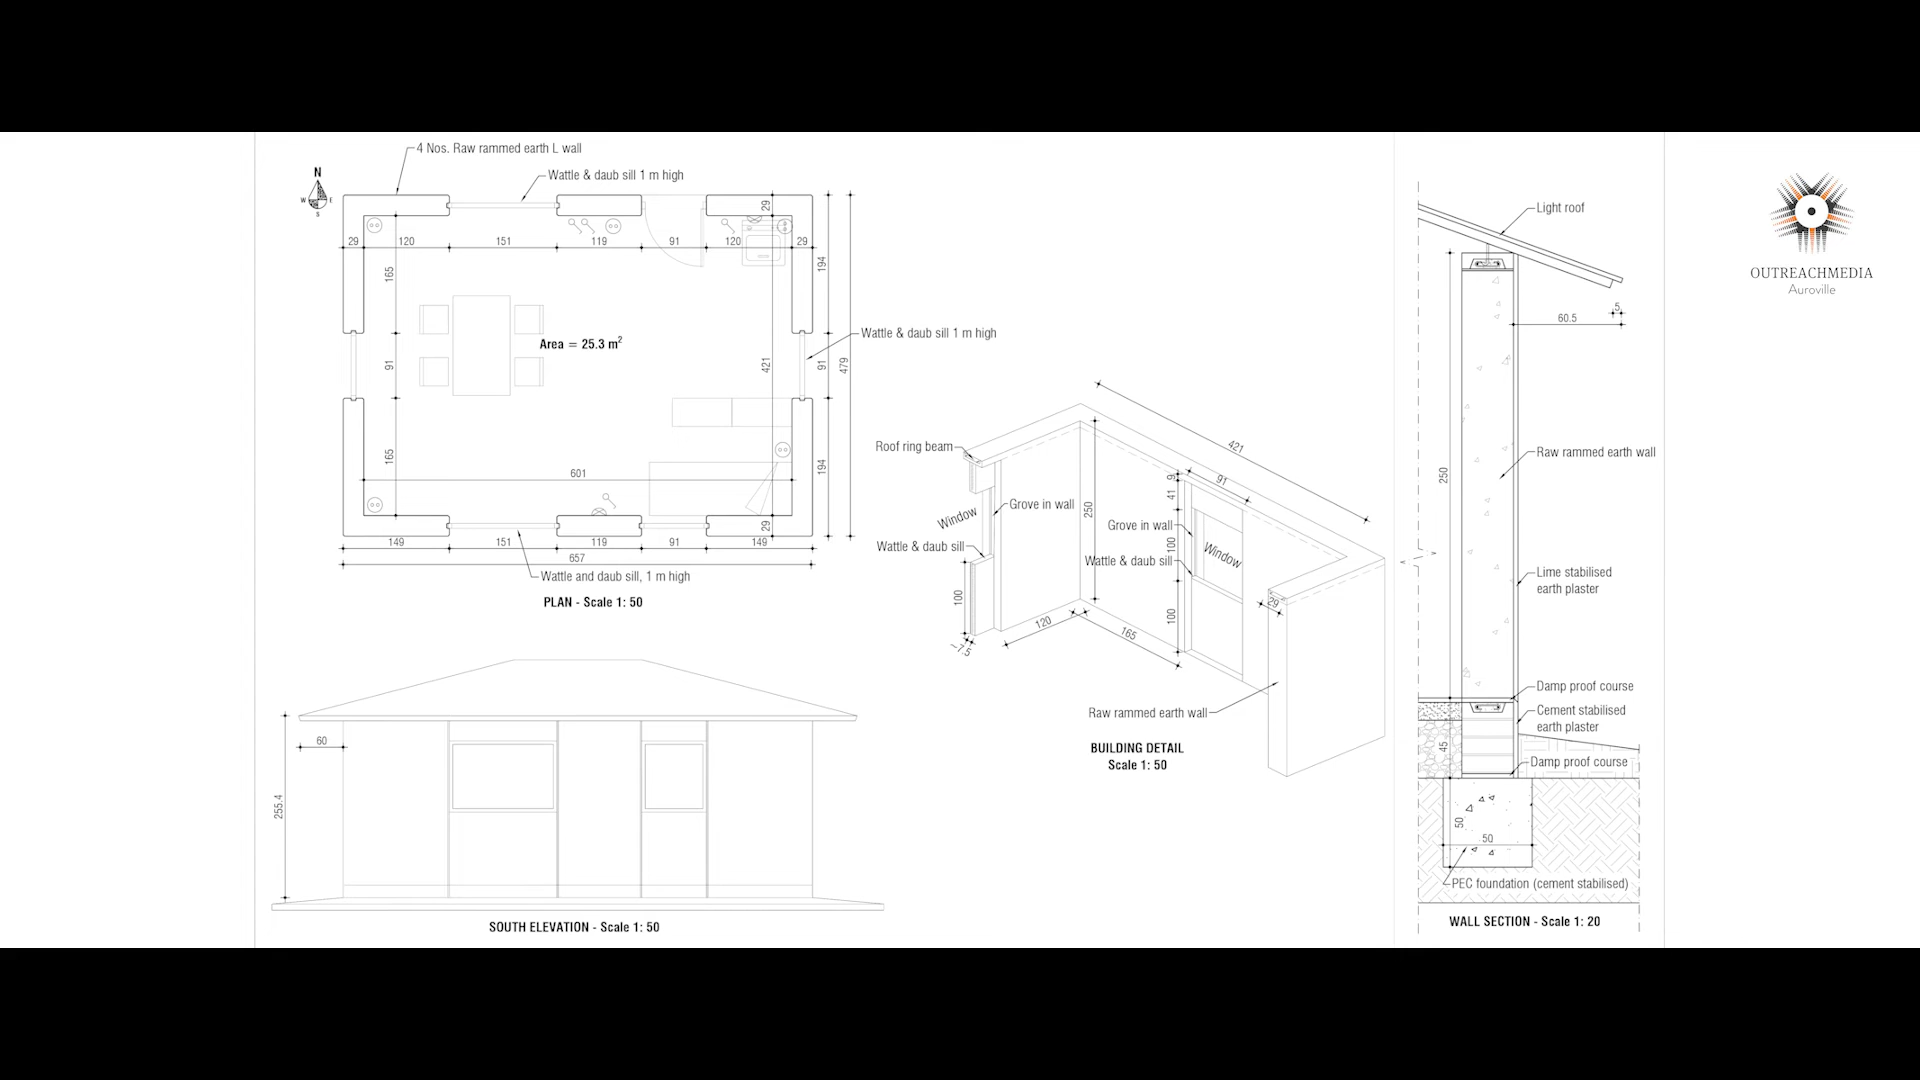 4 Nos. Raw rammed earth L wall
Wattle & daub sill 1 m high
N
W E
S
29
29 120 151 119 91 120 29
165
194
Area = 25.3 m2
Wattle & daub sill 1 m high
91
421
91
479
165
194
601
29
149 151 119 91 149
657
Wattle and daub sill, 1 m high
PLAN - Scale 1: 50
60
255.4
SOUTH ELEVATION - Scale 1: 50
421
Roof ring beam
9
91
41
Grove in wall
250
Window
Grove in wall
Wattle & daub sill
100
Window
Wattle & daub sill
100
29
100
120
165
~7.5
Raw rammed earth wall
BUILDING DETAIL
Scale 1: 50
Light roof
5
60.5
250
Raw rammed earth wall
Lime stabilised
earth plaster
Damp proof course
Cement stabilised
earth plaster
45
Damp proof course
50
50
PEC foundation (cement stabilised)
WALL SECTION - Scale 1: 20
OUTREACHMEDIA
Auroville